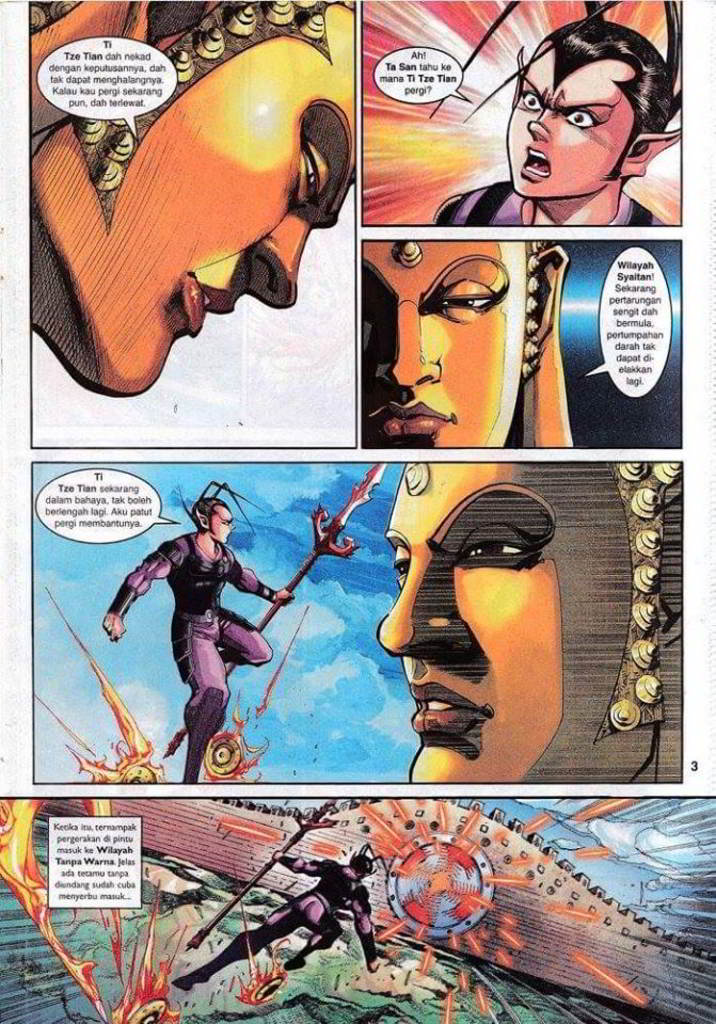 Ti
Tze Tian dah nekad
dengan keputusannya, dah
tak dapat menghalangnya.
Kalau kau pergi sekarang
pun, dah terlewat.
Ah!
Ta San tahu ke
mana Ti Tze Tian
pergi?
Wilayah
Syaitan!
Sekarang
pertarungan
sengit dah
bermula,
pertumpahan
darah tak
dapat di-
elakkan
lagi.
Ti
Tze Tian sekarang
dalam bahaya, tak boleh
berlengah lagi. Aku patut
pergi membantunya.
3
Ketika itu, ternampak
pergerakan di pintu
masuk ke Wilayah
Tanpa Warna. Jelas
ada tetamu tanpa
diundang sudah cuba
menyerbu masuk...